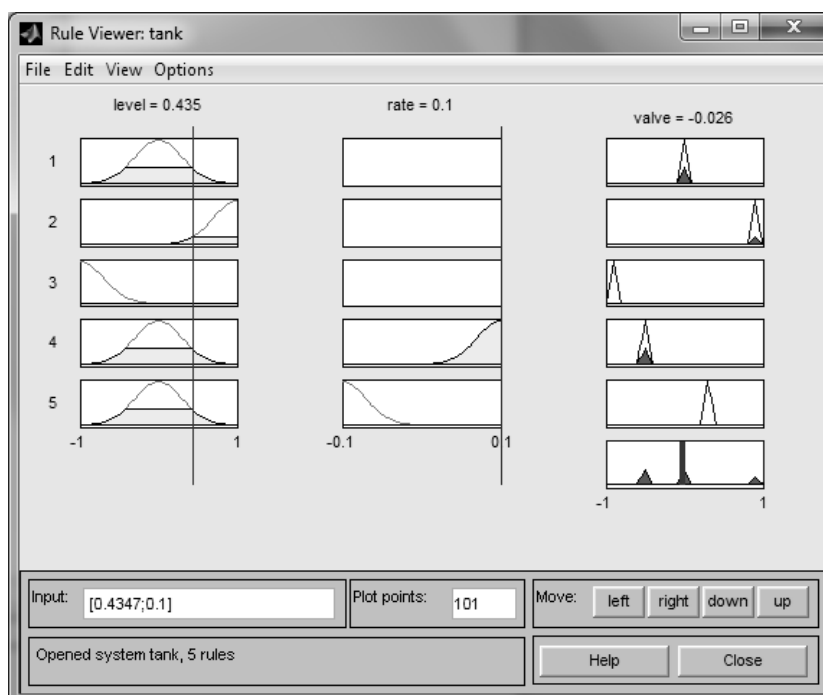 Rule Viewer: tank
File Edit View Options
level = 0.435
rate = 0.1
valve = -0.026
1
2
3
4
5
-1 1
-0.1 0.1
-1 1
Input: [0.4347;0.1]
Plot points: 101
Move: left right down up
Opened system tank, 5 rules
Help Close